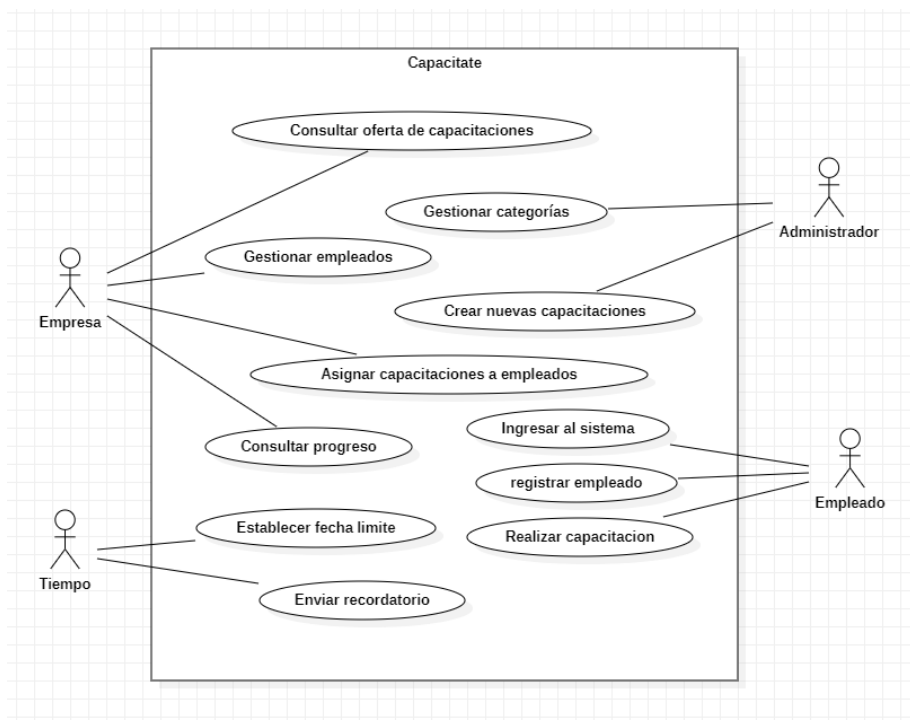 Capacitate
Consultar oferta de capacitaciones
Gestionar categorías
Administrador
Gestionar empleados
Empresa
Crear nuevas capacitaciones
Asignar capacitaciones a empleados
Ingresar al sistema
Consultar progreso
registrar empleado
Empleado
Establecer fecha limite
Realizar capacitacion
Tiempo
Enviar recordatorio